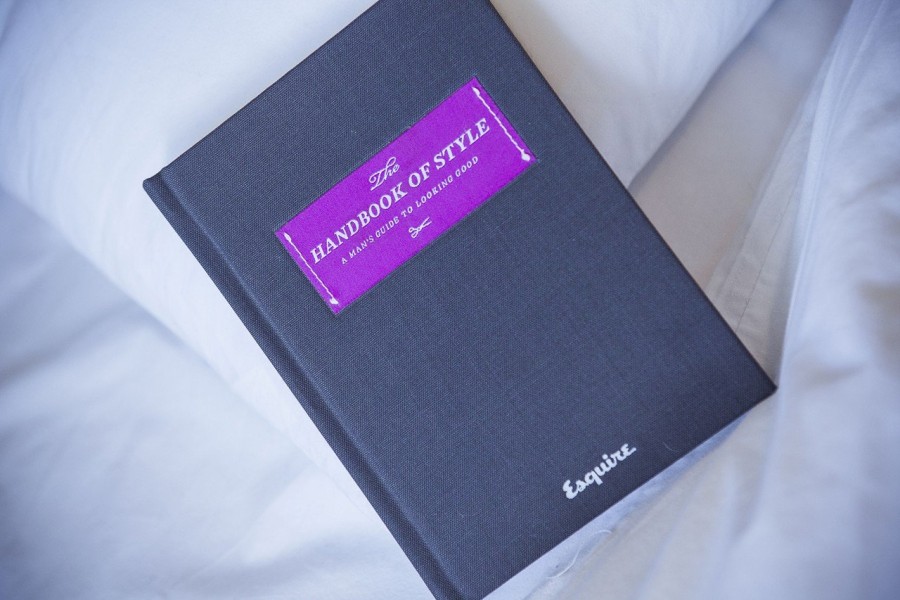 The
HANDBOOK OF STYLE
A MAN'S GUIDE TO LOOKING GOOD
Esquire